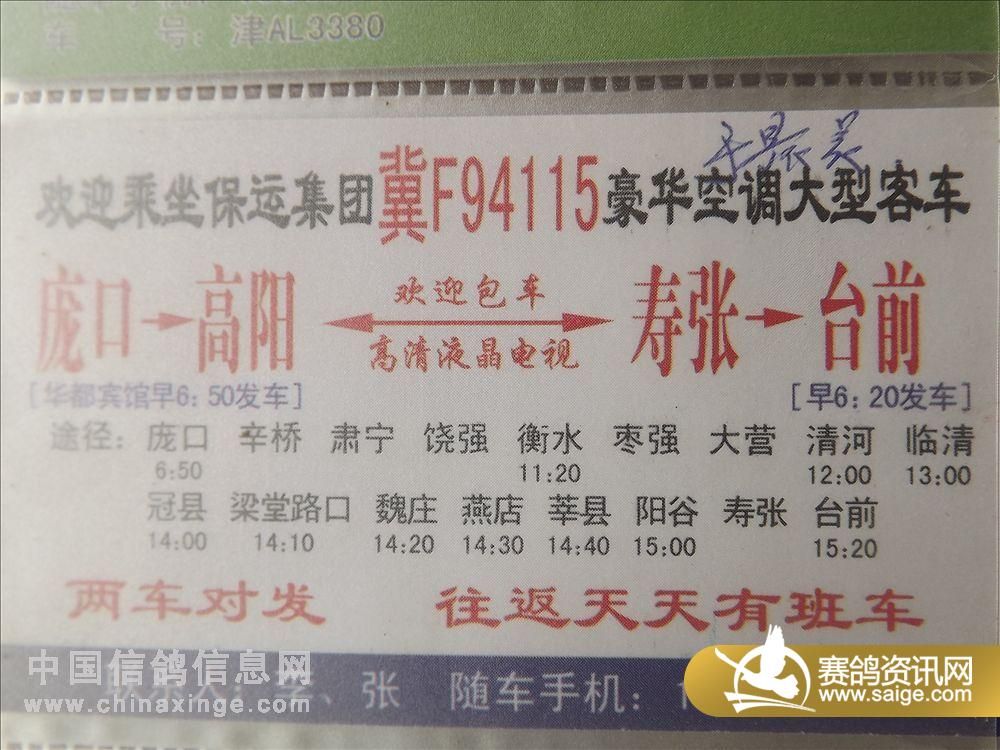 车 号：津AL3380
欢迎乘坐保运集团冀F94115豪华空调大型客车
庞口→高阳 欢迎包车 寿张→台前
高清液晶电视
[华都宾馆早6：50发车] [早6：20发车]
途径：庞口 辛桥 肃宁 饶强 衡水 枣强 大营 清河 临清
6:50 11:20 12:00 13:00
冠县 梁堂路口 魏庄 燕店 莘县 阳谷 寿张 台前
14:00 14:10 14:20 14:30 14:40 15:00 15:20
两车对发 往返天天有班车
联系人：李、张 随车手机：
中国信鸽信息网
www.chinaxinge.com
赛鸽资讯网
www.saige.com